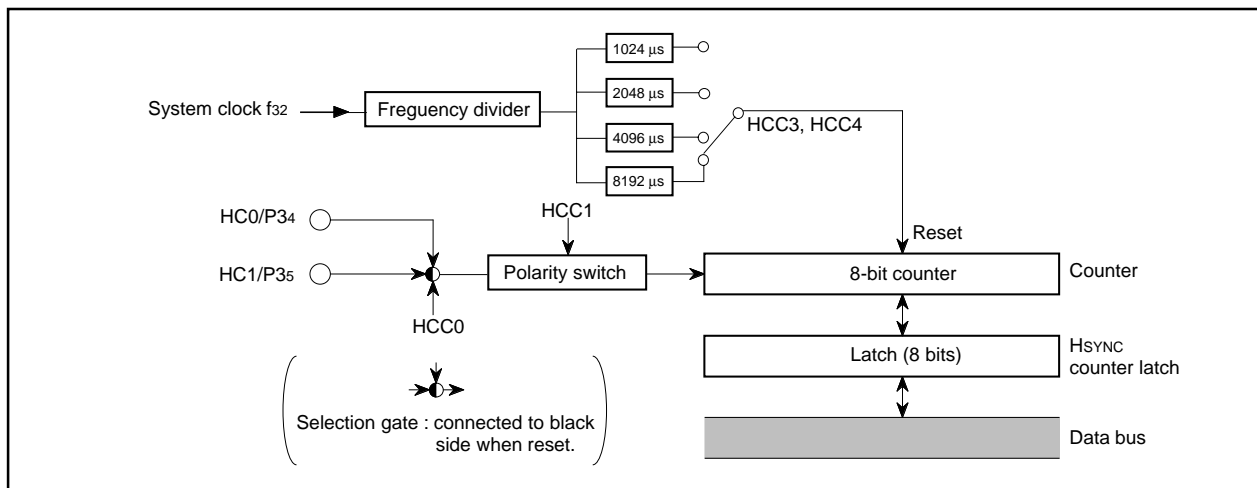 1024 µs
System clock f32
Freguency divider
2048 µs
4096 µs
HCC3, HCC4
8192 µs
HC0/P34
HCC1
Reset
HC1/P35
Polarity switch
8-bit counter
Counter
HCC0
Latch (8 bits)
HSYNC
counter latch
Selection gate : connected to black
side when reset.
Data bus